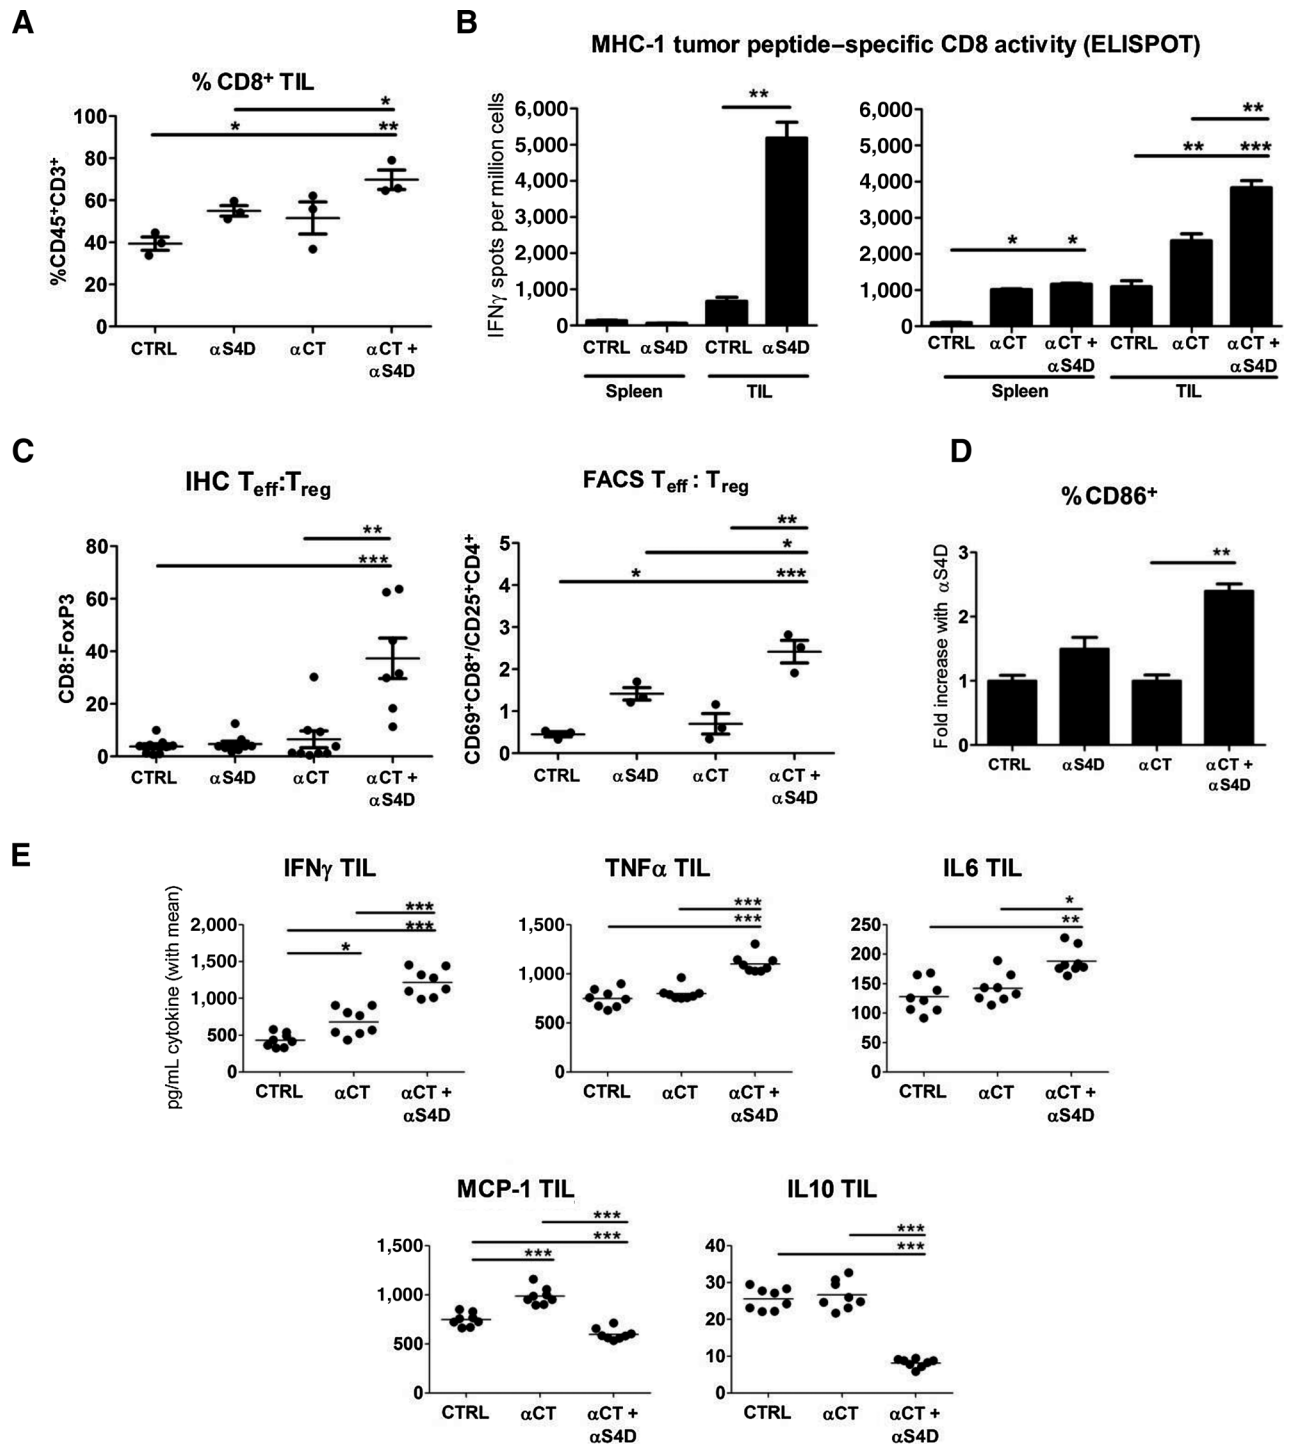 A
% CD8+ TIL
*
* **
%CD45+CD3+
100
80
60
40
20
0
CTRL αS4D αCT αCT + αS4D
B
MHC-1 tumor peptide–specific CD8 activity (ELISPOT)
IFNγ spots per million cells
6,000
5,000
4,000
3,000
2,000
1,000
0
**
CTRL αS4D CTRL αS4D
Spleen TIL
6,000
5,000
4,000
3,000
2,000
1,000
0
**
** ***
* *
CTRL αCT αCT + αS4D CTRL αCT αCT + αS4D
Spleen TIL
C
IHC Teff:Treg
**
***
CD8:FoxP3
80
60
40
20
0
CTRL αS4D αCT αCT + αS4D
FACS Teff : Treg
**
*
* ***
CD69+CD8+/CD25+CD4+
5
4
3
2
1
0
CTRL αS4D αCT αCT + αS4D
D
%CD86+
**
Fold increase with αS4D
3
2
1
0
CTRL αS4D αCT αCT + αS4D
E
IFNγ TIL
***
***
*
pg/mL cytokine (with mean)
2,000
1,500
1,000
500
0
CTRL αCT αCT + αS4D
TNFα TIL
***
***
1,500
1,000
500
0
CTRL αCT αCT + αS4D
IL6 TIL
*
**
250
200
150
100
50
0
CTRL αCT αCT + αS4D
MCP-1 TIL
***
***
***
1,500
1,000
500
0
CTRL αCT αCT + αS4D
IL10 TIL
***
***
40
30
20
10
0
CTRL αCT αCT + αS4D